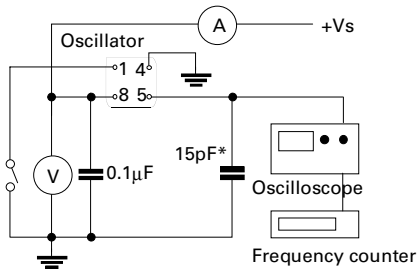 A
+Vs
Oscillator
1 4
8 5
V
0.1µF
15pF*
Oscilloscope
Frequency counter